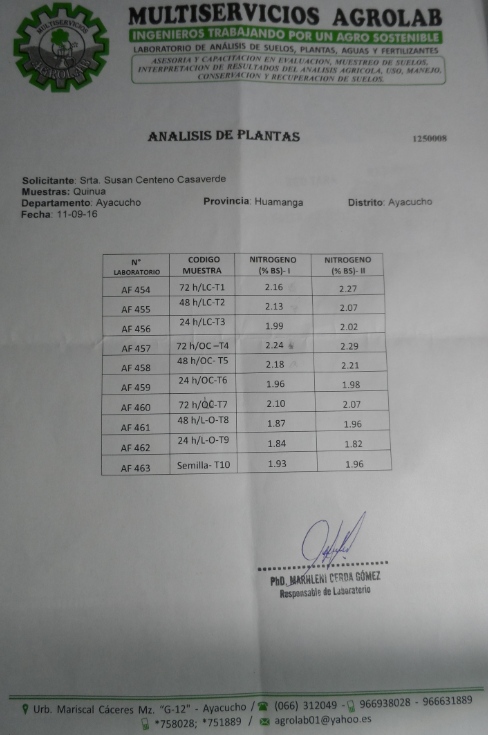 MULTISERVICIOS AGROLAB
INGENIEROS TRABAJANDO POR UN AGRO SOSTENIBLE
LABORATORIO DE ANÁLISIS DE SUELOS, PLANTAS, AGUAS Y FERTILIZANTES
ASESORIA Y CAPACITACION EN EVALUACION, MUESTREO DE SUELOS,
INTERPRETACION DE RESULTADOS DEL ANALISIS AGRICOLA, USO, MANEJO,
CONSERVACION Y RECUPERACION DE SUELOS
MULTISERVICIOS
AGROLAB
ANALISIS DE PLANTAS 1250008
Solicitante: Srta. Susan Centeno Casaverde
Muestras: Quinua
Departamento: Ayacucho Provincia: Huamanga Distrito: Ayacucho
Fecha: 11-09-16
N° LABORATORIO CODIGO MUESTRA NITROGENO (% BS)- I NITROGENO (% BS)- II
AF 454 72 h/LC-T1 2.16 2.27
AF 455 48 h/LC-T2 2.13 2.07
AF 456 24 h/LC-T3 1.99 2.02
AF 457 72 h/OC –T4 2.24 2.29
AF 458 48 h/OC- T5 2.18 2.21
AF 459 24 h/OC-T6 1.96 1.98
AF 460 72 h/OC-T7 2.10 2.07
AF 461 48 h/L-O-T8 1.87 1.96
AF 462 24 h/L-O-T9 1.84 1.82
AF 463 Semilla- T10 1.93 1.96
PhD. MARHLENI CERDA GÓMEZ
Responsable de Laboratorio
Urb. Mariscal Cáceres Mz. "G-12" - Ayacucho / (066) 312049 - 966938028 - 966631889
*758028; *751889 / agrolab01@yahoo.es